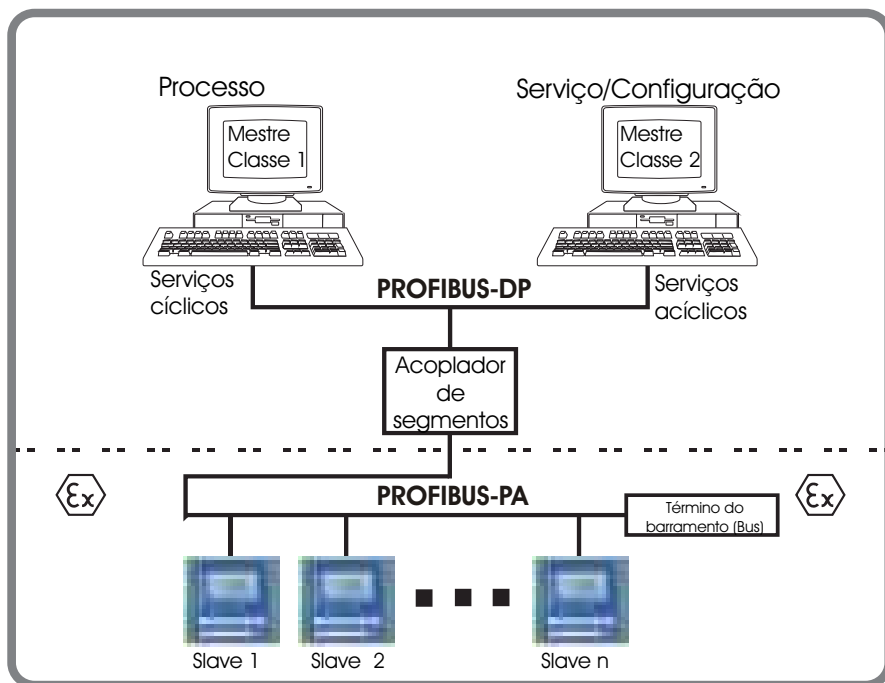 Processo
Serviço/Configuração
Mestre
Classe 1
Mestre
Classe 2
Serviços
cíclicos
PROFIBUS-DP
Serviços
acíclicos
Acoplador
de
segmentos
Ex
PROFIBUS-PA
Término do
barramento (Bus)
Ex
Slave 1
Slave 2
Slave n